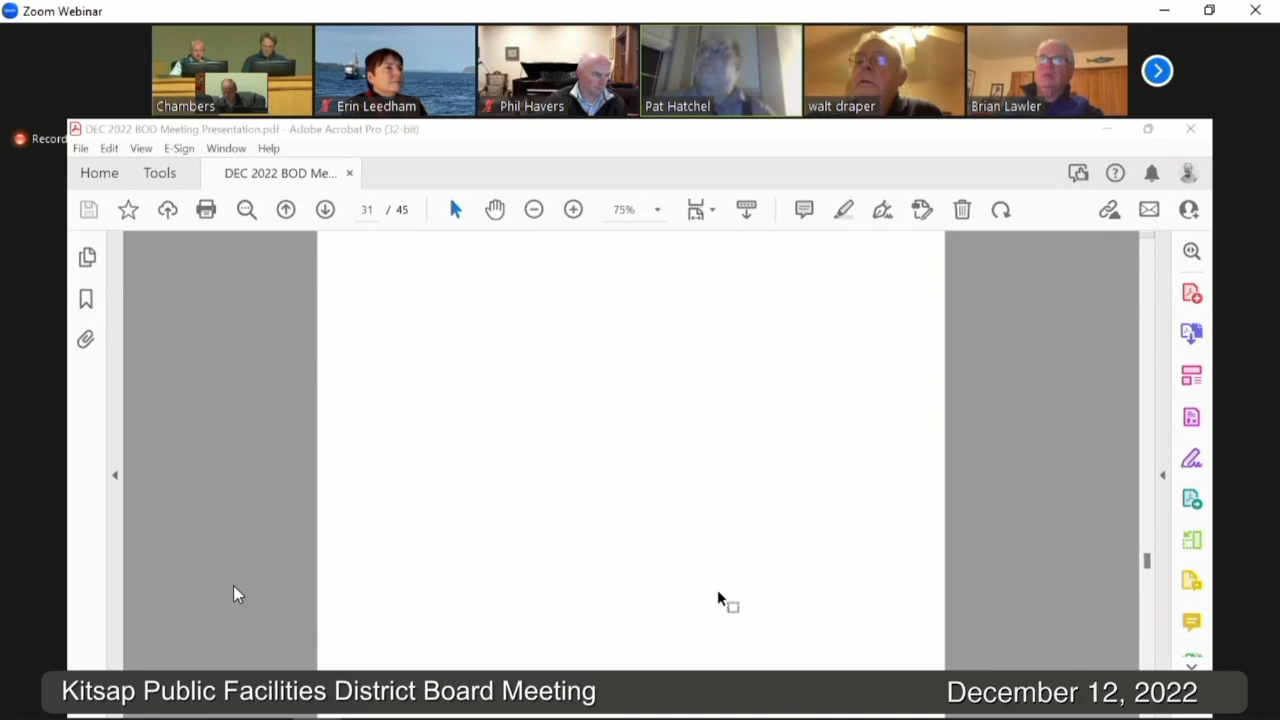 Zoom Webinar
Chambers
Erin Leedham
Phil Havers
Pat Hatchel
walt draper
Brian Lawler
Record
DEC 2022 BOD Meeting Presentation.pdf - Adobe Acrobat Pro (32-bit)
File Edit View E-Sign Window Help
Home Tools DEC 2022 BOD Me... ×
31 / 45 75%
Kitsap Public Facilities District Board Meeting
December 12, 2022